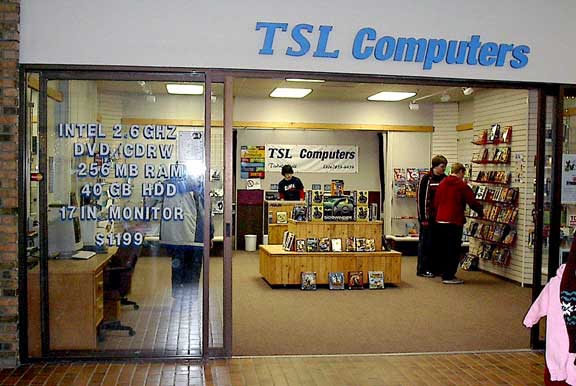 TSL Computers
INTEL 2.6 GHZ
DVD/CDRW
256 MB RAM
40 GB HDD
17 IN. MONITOR
$1199
TSL Computers